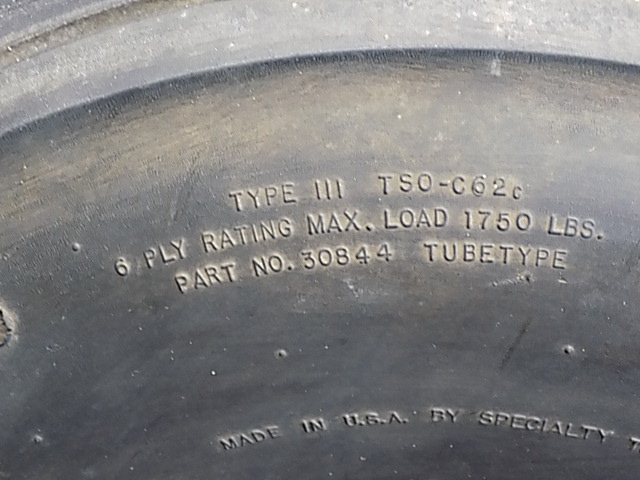 TYPE III TSO-C62c
6 PLY RATING MAX. LOAD 1750 LBS.
PART NO. 30844 TUBETYPE
MADE IN U.S.A. BY SPECIALTY T